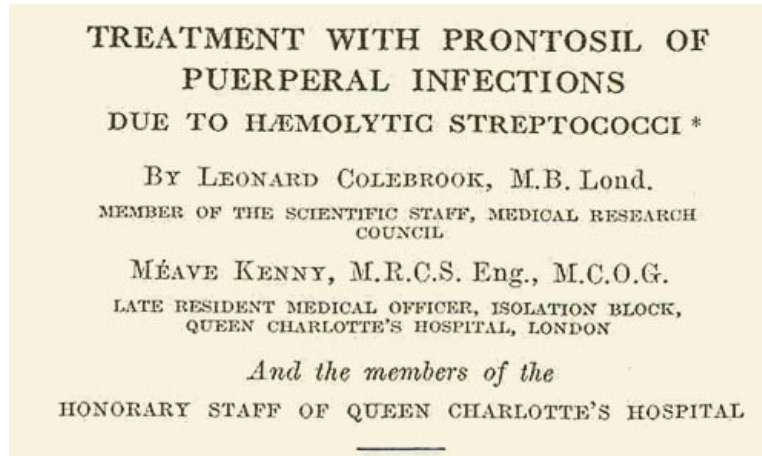 TREATMENT WITH PRONTOSIL OF
PUERPERAL INFECTIONS
DUE TO HÆMOLYTIC STREPTOCOCCI *
BY LEONARD COLEBROOK, M.B. Lond.
MEMBER OF THE SCIENTIFIC STAFF, MEDICAL RESEARCH
COUNCIL
MÉAVE KENNY, M.R.C.S. Eng., M.C.O.G.
LATE RESIDENT MEDICAL OFFICER, ISOLATION BLOCK,
QUEEN CHARLOTTE'S HOSPITAL, LONDON
And the members of the
HONORARY STAFF OF QUEEN CHARLOTTE'S HOSPITAL